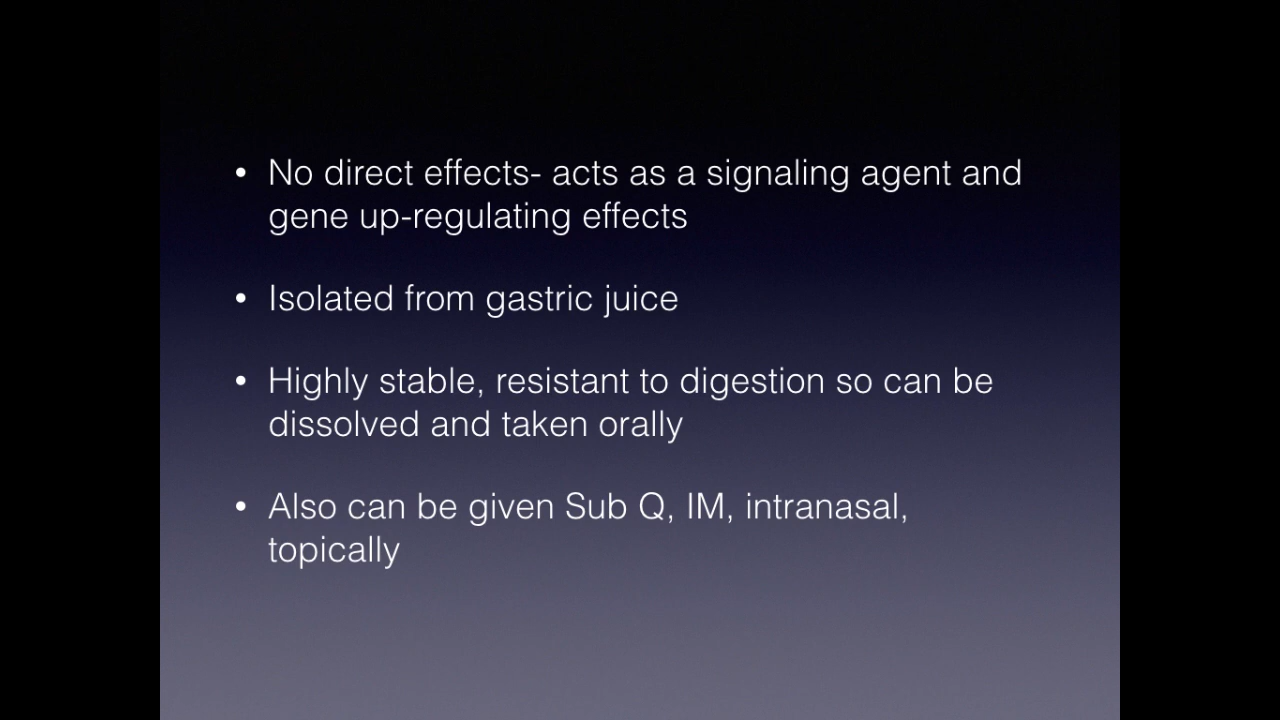 • No direct effects- acts as a signaling agent and
gene up-regulating effects
• Isolated from gastric juice
• Highly stable, resistant to digestion so can be
dissolved and taken orally
• Also can be given Sub Q, IM, intranasal,
topically